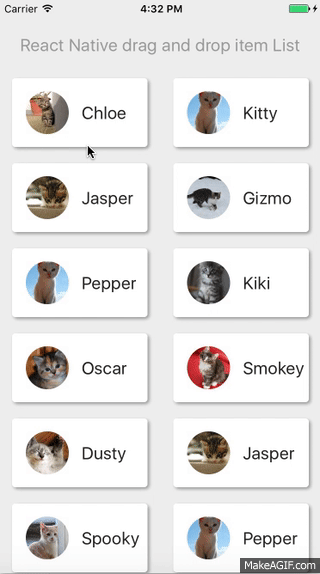 Carrier 4:32 PM
React Native drag and drop item List
Chloe Kitty
Jasper Gizmo
Pepper Kiki
Oscar Smokey
Dusty Jasper
Spooky Pepper
MakeAGIF.com